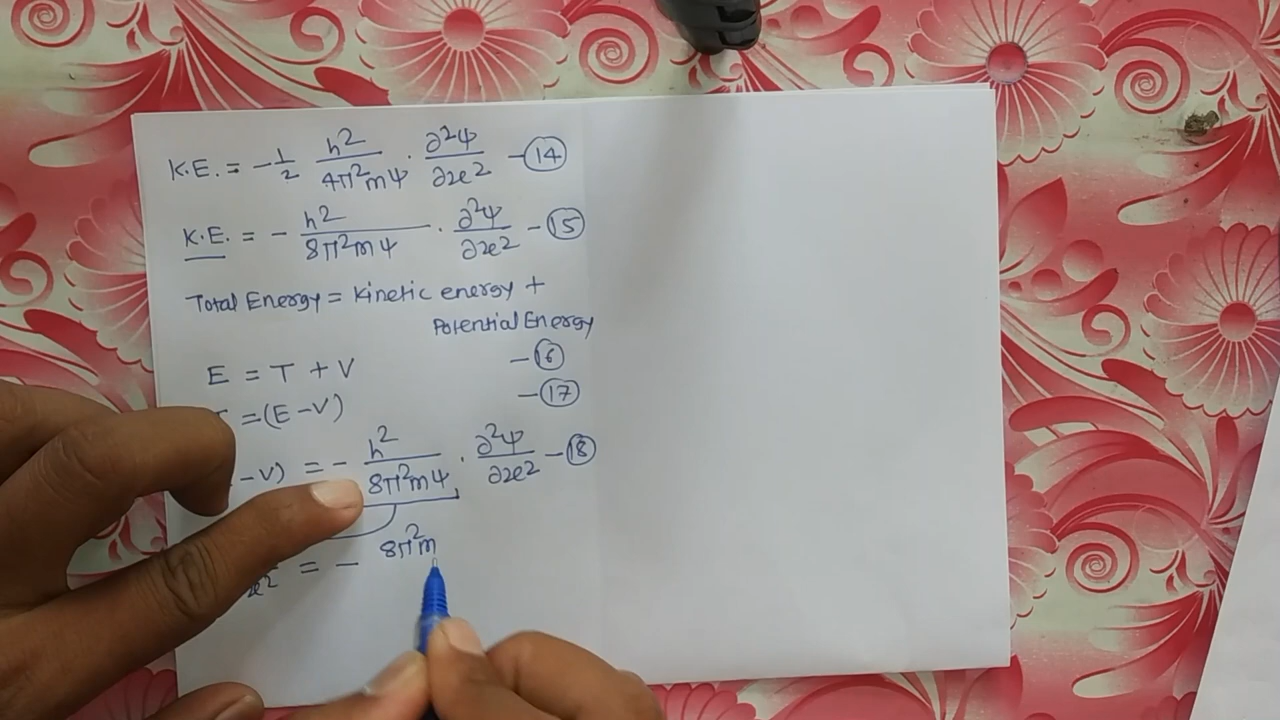 K.E. = -1/2 h²/4π²mψ · ∂²ψ/∂x² -(14)
K.E. = - h²/8π²mψ · ∂²ψ/∂x² -(15)
Total Energy = Kinetic energy +
Potential Energy
-(16)
E = T + V -(17)
= (E - V)
- V) = - h²/8π²mψ · ∂²ψ/∂x² -(18)
x² = - 8π²m